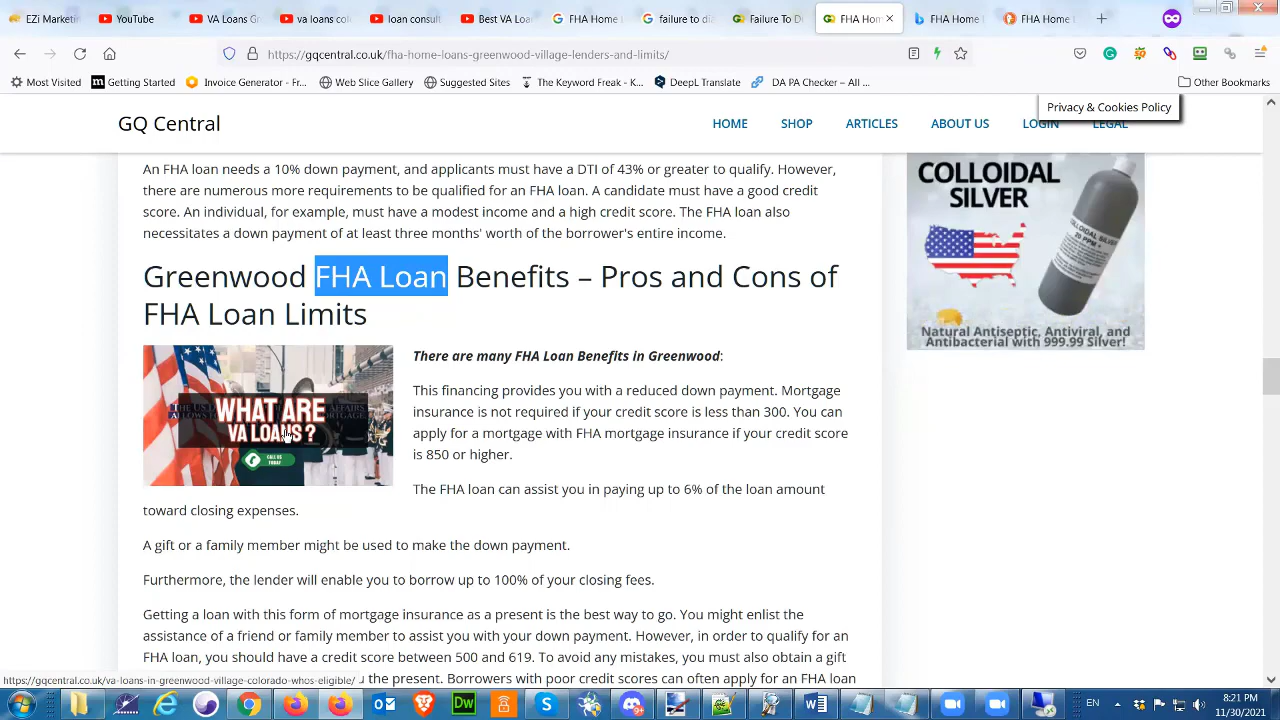 EZi Marketi
YouTube
VA Loans G
va loans co
loan consult
Best VA Loa
FHA Home
failure to di
Failure To D
FHA Hom
FHA Home
FHA Home
https://gqcentral.co.uk/fha-home-loans-greenwood-village-lenders-and-limits/
Most Visited
Getting Started
Invoice Generator - Fr...
Web Slice Gallery
Suggested Sites
The Keyword Freak - K...
DeepL Translate
DA PA Checker – All ...
Other Bookmarks
Privacy & Cookies Policy
GQ Central
HOME
SHOP
ARTICLES
ABOUT US
LOGIN
LEGAL
An FHA loan needs a 10% down payment, and applicants must have a DTI of 43% or greater to qualify. However,
there are numerous more requirements to be qualified for an FHA loan. A candidate must have a good credit
score. An individual, for example, must have a modest income and a high credit score. The FHA loan also
necessitates a down payment of at least three months' worth of the borrower's entire income.
Greenwood FHA Loan Benefits – Pros and Cons of
FHA Loan Limits
WHAT ARE
VA LOANS ?
CALL US
TODAY
There are many FHA Loan Benefits in Greenwood:
This financing provides you with a reduced down payment. Mortgage
insurance is not required if your credit score is less than 300. You can
apply for a mortgage with FHA mortgage insurance if your credit score
is 850 or higher.
The FHA loan can assist you in paying up to 6% of the loan amount
toward closing expenses.
A gift or a family member might be used to make the down payment.
Furthermore, the lender will enable you to borrow up to 100% of your closing fees.
Getting a loan with this form of mortgage insurance as a present is the best way to go. You might enlist the
assistance of a friend or family member to assist you with your down payment. However, in order to qualify for an
FHA loan, you should have a credit score between 500 and 619. To avoid any mistakes, you must also obtain a gift
the present. Borrowers with poor credit scores can often apply for an FHA loan
COLLOIDAL
SILVER
COLLOIDAL SILVER
20 PPM
Natural Antiseptic, Antiviral, and
Antibacterial with 999.99 Silver!
https://gqcentral.co.uk/va-loans-in-greenwood-village-colorado-whos-eligible/
Dw
EN
8:21 PM
11/30/2021